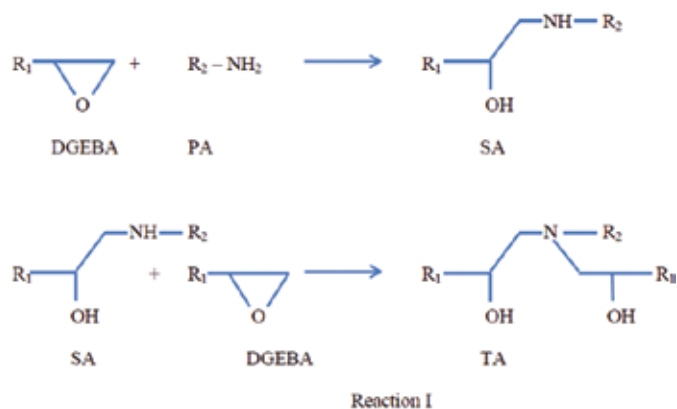 NH – R₂
R₁ + R₂ – NH₂ R₁
O OH
DGEBA PA SA
NH – R₂ N R₂
R₁ + R₁ R₁
OH O OH OH
SA DGEBA TA
Reaction I